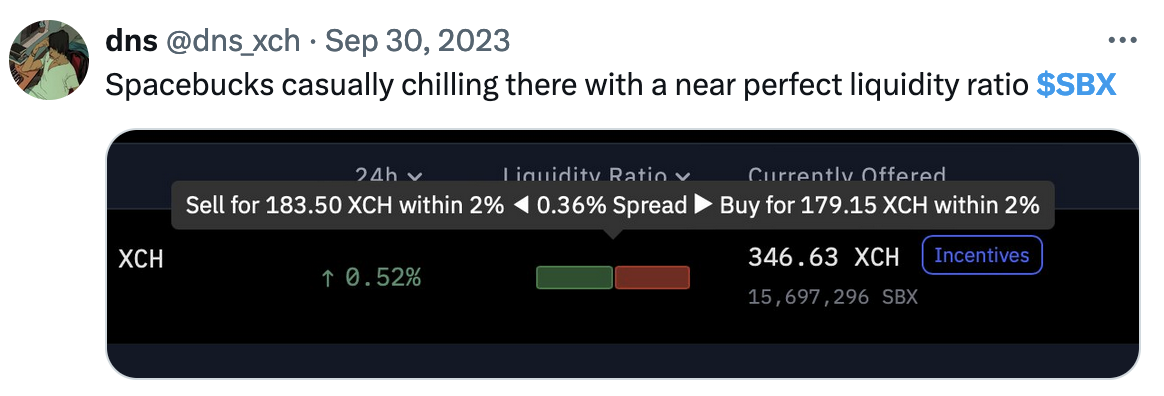 dns @dns_xch · Sep 30, 2023
Spacebucks casually chilling there with a near perfect liquidity ratio $SBX
24h Liquidity Ratio Currently Offered
Sell for 183.50 XCH within 2% ◀ 0.36% Spread ▶ Buy for 179.15 XCH within 2%
XCH ↑ 0.52% 346.63 XCH Incentives
15,697,296 SBX